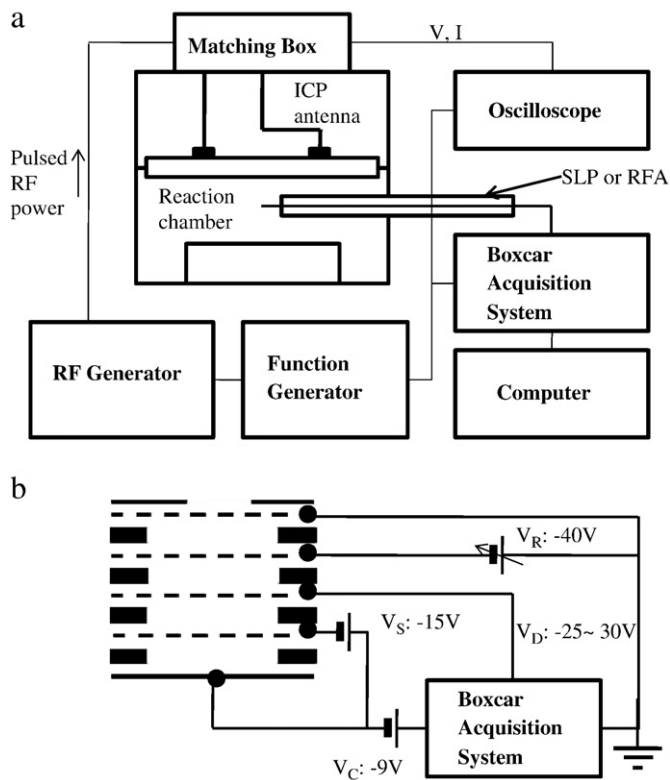 a
Matching Box
V, I
ICP
antenna
Oscilloscope
Pulsed
RF
power
Reaction
chamber
SLP or RFA
Boxcar
Acquisition
System
RF Generator
Function
Generator
Computer
b
V_R: -40V
V_S: -15V
V_D: -25~ 30V
Boxcar
Acquisition
System
V_C: -9V